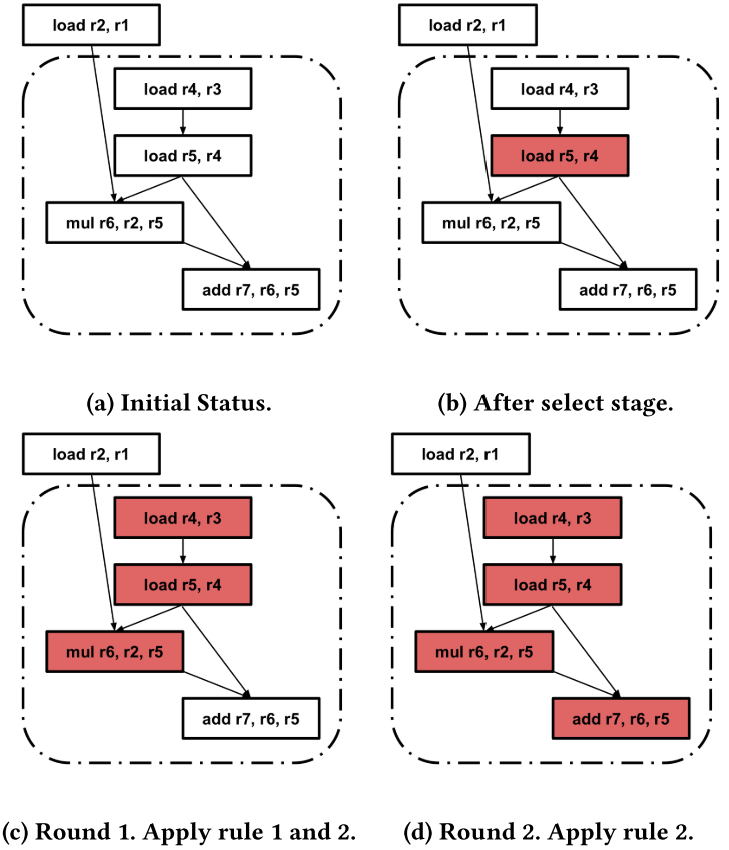 load r2, r1
load r4, r3
load r5, r4
mul r6, r2, r5
add r7, r6, r5
(a) Initial Status.
load r2, r1
load r4, r3
load r5, r4
mul r6, r2, r5
add r7, r6, r5
(b) After select stage.
load r2, r1
load r4, r3
load r5, r4
mul r6, r2, r5
add r7, r6, r5
(c) Round 1. Apply rule 1 and 2.
load r2, r1
load r4, r3
load r5, r4
mul r6, r2, r5
add r7, r6, r5
(d) Round 2. Apply rule 2.